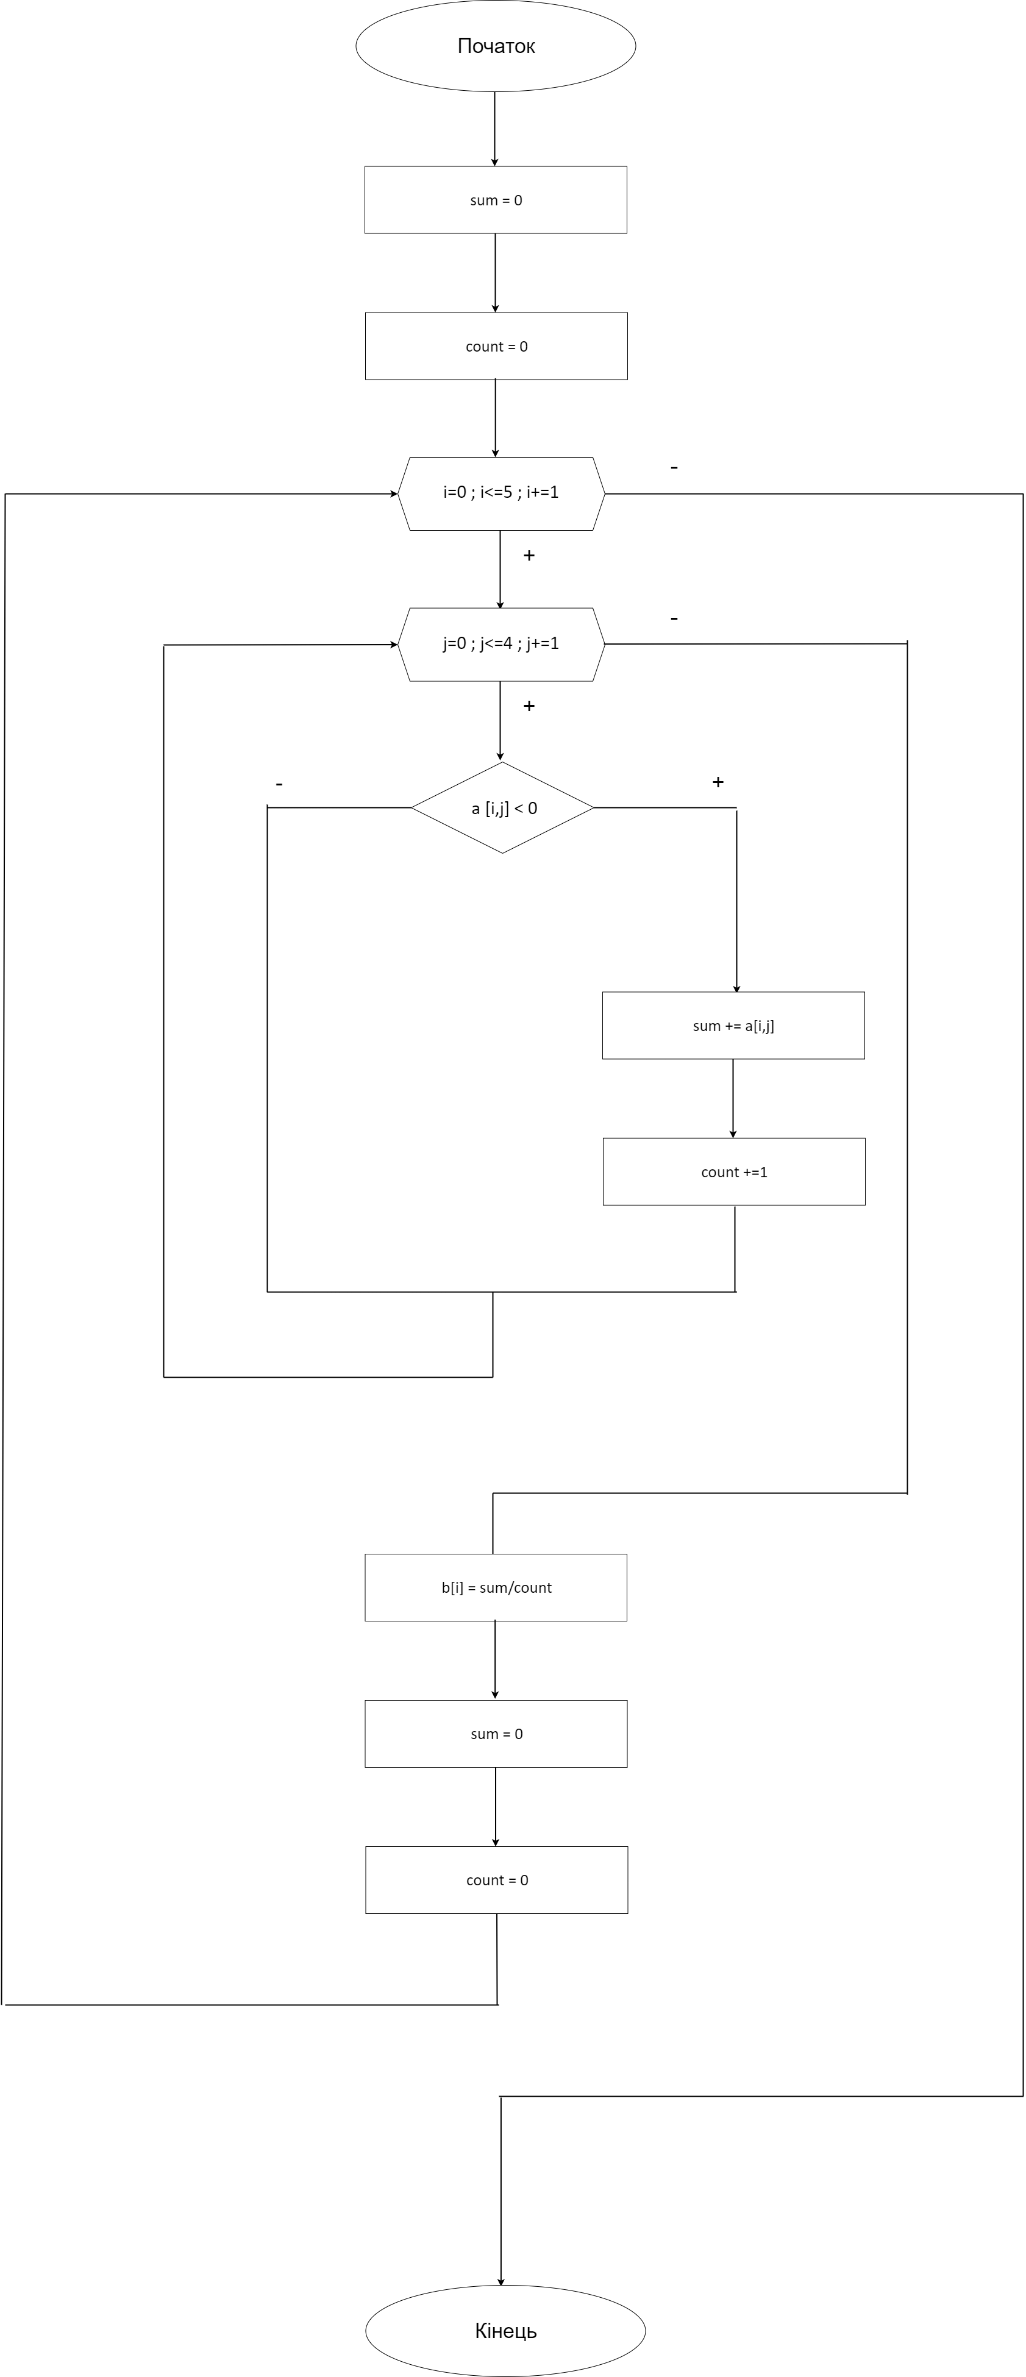 Початок
sum = 0
count = 0
i=0 ; i<=5 ; i+=1
-
+
j=0 ; j<=4 ; j+=1
-
+
-
a [i,j] < 0
+
sum += a[i,j]
count +=1
b[i] = sum/count
sum = 0
count = 0
Кінець